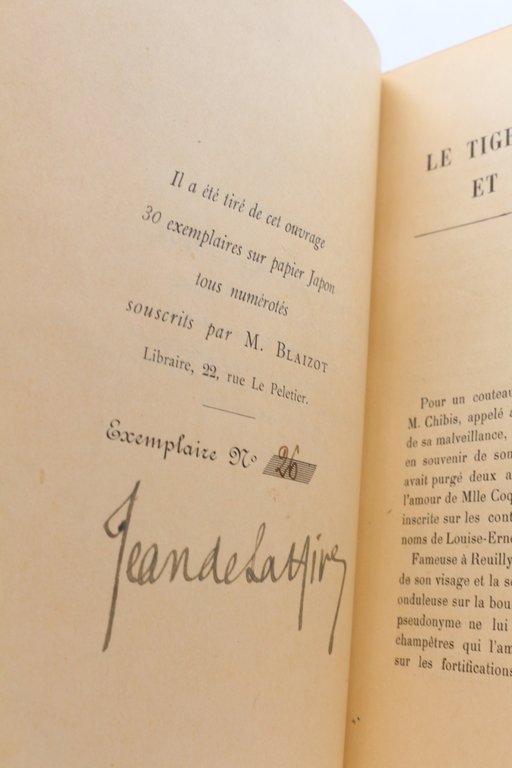 Il a été tiré de cet ouvrage
30 exemplaires sur papier Japon
tous numérotés
souscrits par M. BLAIZOT
Libraire, 22, rue Le Peletier.
Exemplaire Nº 26
Jean de La Hire
LE TIGR
ET
Pour un couteau
M. Chibis, appelé a
de sa malveillance,
en souvenir de son
avait purgé deux a
l'amour de Mlle Coq
inscrite sur les cont
noms de Louise-Erne
Fameuse à Reuilly
de son visage et la so
onduleuse sur la bou
pseudonyme ne lui
champêtres qui l'am
sur les fortifications